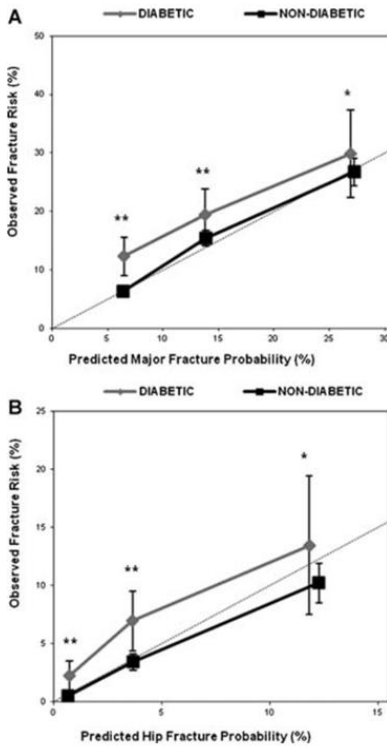 A
DIABETIC NON-DIABETIC
Observed Fracture Risk (%)
50
40
30
20
10
0
** ** *
0 5 10 15 20 25 30
Predicted Major Fracture Probability (%)
DIABETIC NON-DIABETIC
B
Observed Fracture Risk (%)
25
20
15
10
5
0
** ** *
0 5 10 15
Predicted Hip Fracture Probability (%)